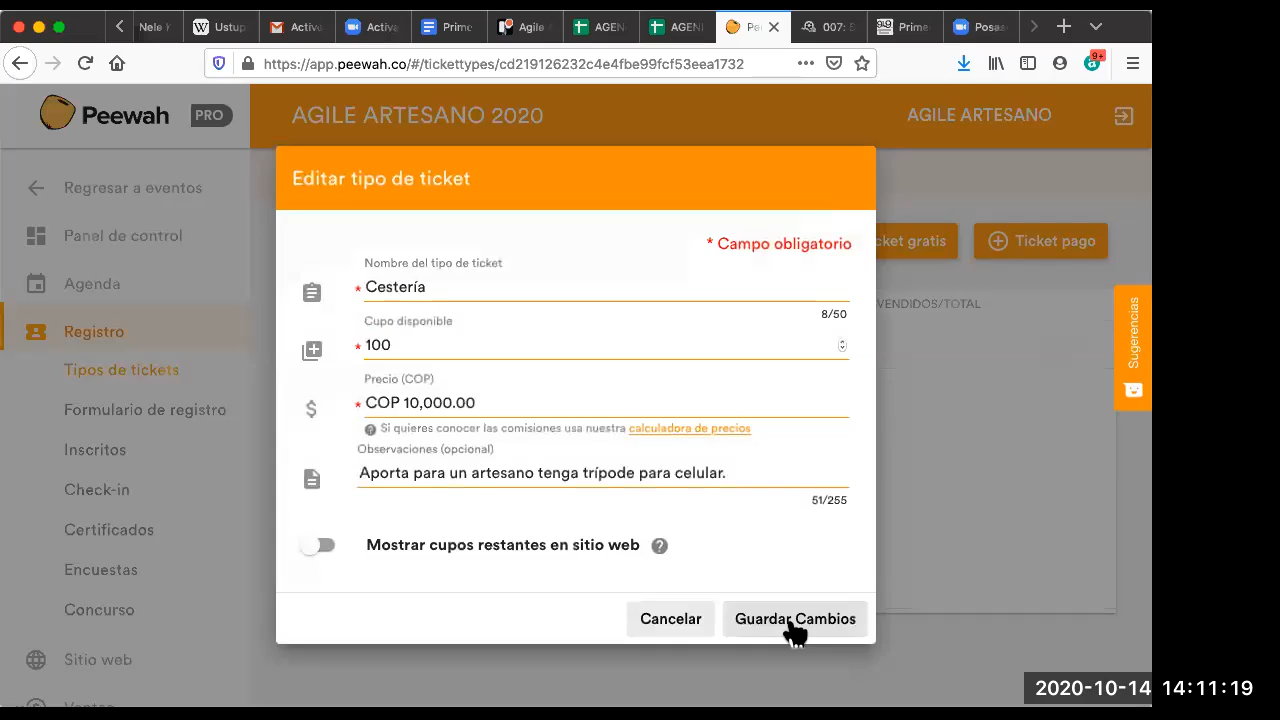 Nele
Ustup
Activa
Activa
Prime
Agile
AGEN
AGENI
Pe
007: E
Prime
Posas
https://app.peewah.co/#/tickettypes/cd219126232c4e4fbe99fcf53eea1732
9+
Peewah PRO
AGILE ARTESANO 2020
AGILE ARTESANO
Regresar a eventos
Panel de control
Agenda
Registro
Tipos de tickets
Formulario de registro
Inscritos
Check-in
Certificados
Encuestas
Concurso
Sitio web
Editar tipo de ticket
* Campo obligatorio
Nombre del tipo de ticket
* Cestería
8/50
Cupo disponible
* 100
Precio (COP)
* COP 10,000.00
Si quieres conocer las comisiones usa nuestra calculadora de precios
Observaciones (opcional)
Aporta para un artesano tenga trípode para celular.
51/255
Mostrar cupos restantes en sitio web
Cancelar
Guardar Cambios
cket gratis
Ticket pago
VENDIDOS/TOTAL
Sugerencias
2020-10-14 14:11:19